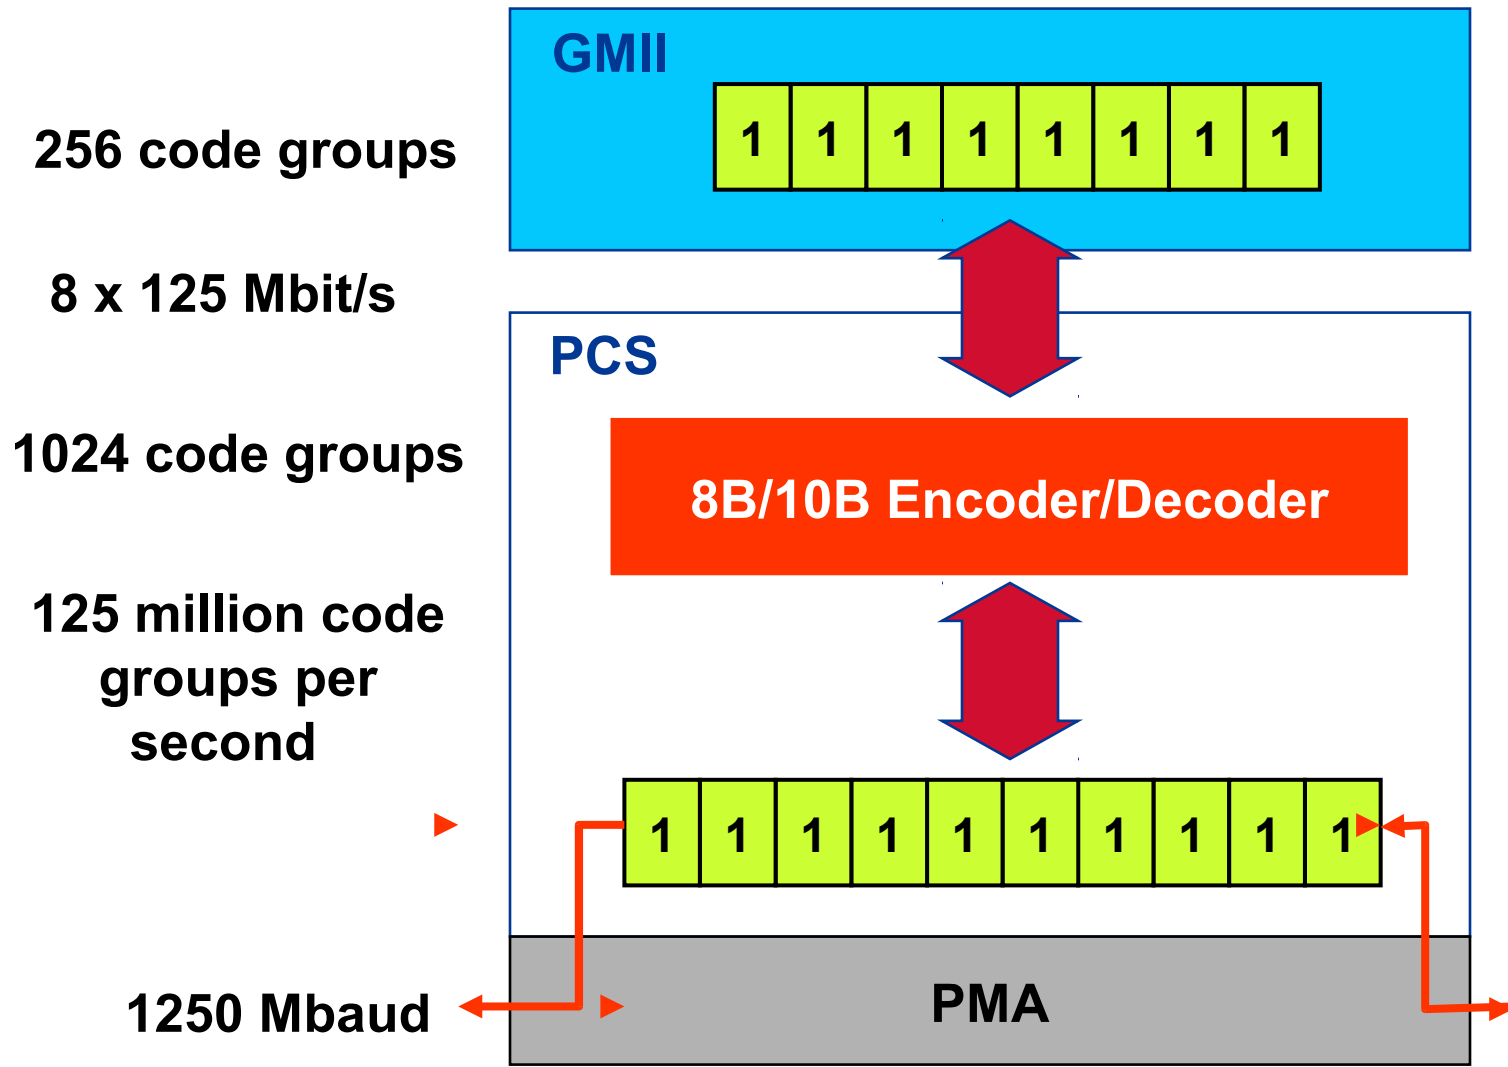 GMII
1 1 1 1 1 1 1 1
256 code groups
8 x 125 Mbit/s
PCS
1024 code groups
8B/10B Encoder/Decoder
125 million code
groups per
second
1 1 1 1 1 1 1 1 1 1
1250 Mbaud
PMA